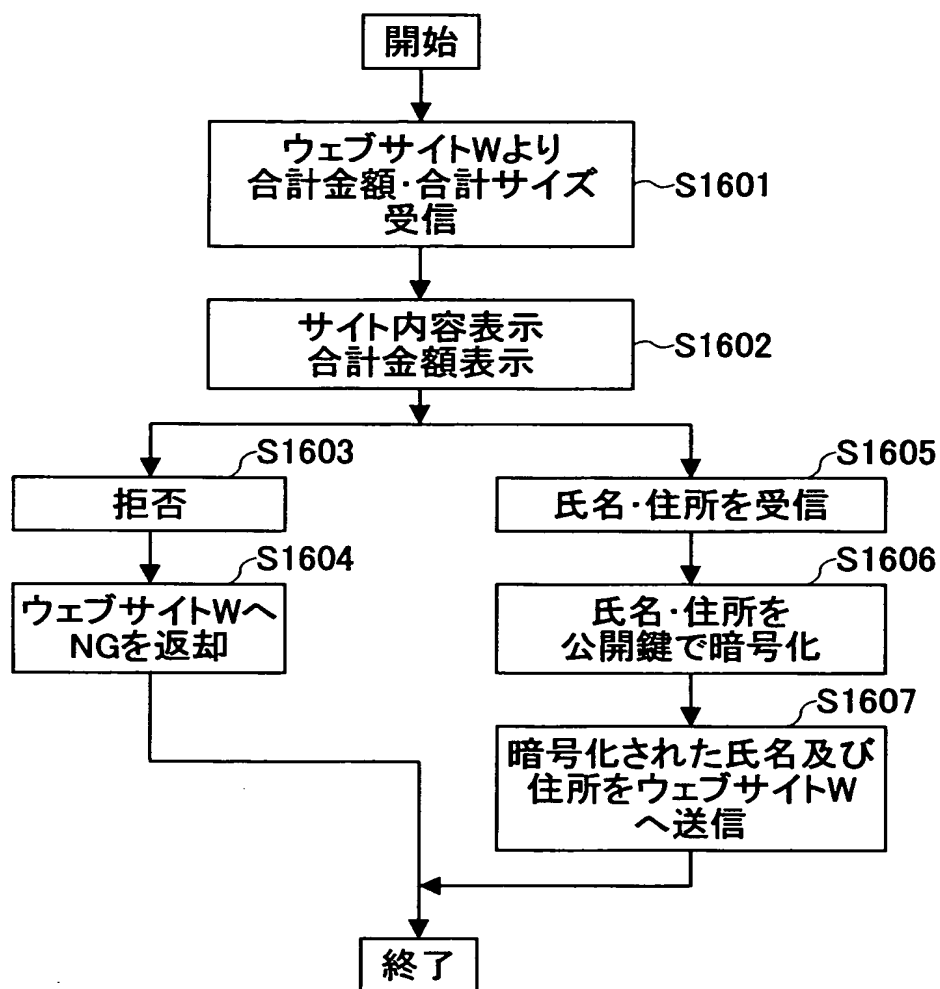 開始
ウェブサイトWより
合計金額・合計サイズ
受信
S1601
サイト内容表示
合計金額表示
S1602
S1603
拒否
S1604
ウェブサイトWへ
NGを返却
S1605
氏名・住所を受信
S1606
氏名・住所を
公開鍵で暗号化
S1607
暗号化された氏名及び
住所をウェブサイトW
へ送信
終了